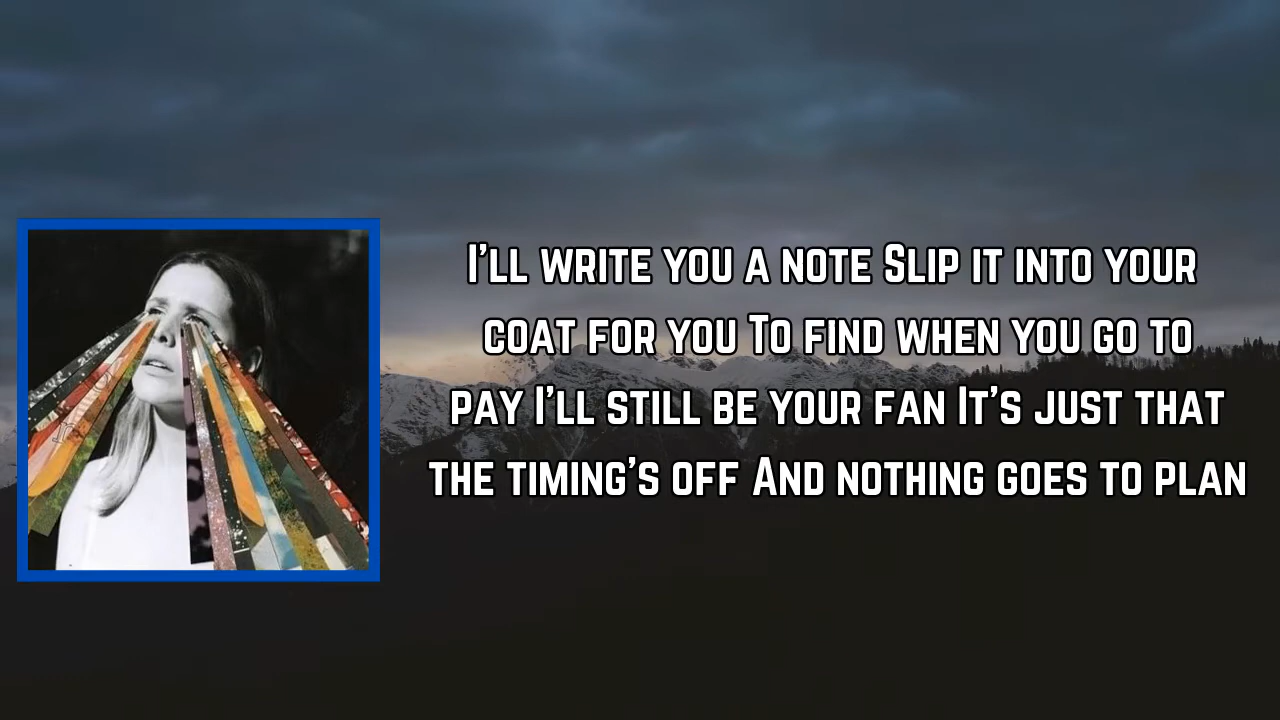 I'll write you a note Slip it into your
coat for you To find when you go to
pay I'll still be your fan It's just that
the timing's off And nothing goes to plan